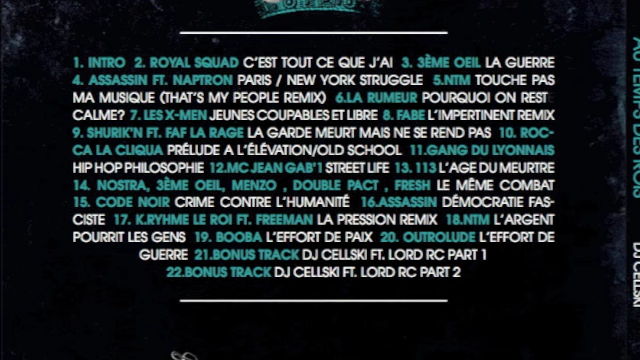 1. INTRO 2. ROYAL SQUAD C'EST TOUT CE QUE J'AI 3. 3ÈME OEIL LA GUERRE
4. ASSASSIN FT. NAPTRON PARIS / NEW YORK STRUGGLE 5.NTM TOUCHE PAS
MA MUSIQUE (THAT'S MY PEOPLE REMIX) 6.LA RUMEUR POURQUOI ON REST
CALME? 7. LES X-MEN JEUNES COUPABLES ET LIBRE 8. FABE L'IMPERTINENT REMIX
9. SHURIK'N FT. FAF LA RAGE LA GARDE MEURT MAIS NE SE REND PAS 10. ROC-
CA LA CLIQUA PRÉLUDE A L'ÉLÉVATION/OLD SCHOOL 11.GANG DU LYONNAIS
HIP HOP PHILOSOPHIE 12.MC JEAN GAB'1 STREET LIFE 13. 113 L'AGE DU MEURTRE
14. NOSTRA, 3ÈME OEIL, MENZO , DOUBLE PACT , FRESH LE MÊME COMBAT
15. CODE NOIR CRIME CONTRE L'HUMANITÉ 16.ASSASSIN DÉMOCRATIE FAS-
CISTE 17. K.RYHME LE ROI FT. FREEMAN LA PRESSION REMIX 18.NTM L'ARGENT
POURRIT LES GENS 19. BOOBA L'EFFORT DE PAIX 20. OUTROLUDE L'EFFORT DE
GUERRE 21.BONUS TRACK DJ CELLSKI FT. LORD RC PART 1
22.BONUS TRACK DJ CELLSKI FT. LORD RC PART 2
DJ CELLSKI